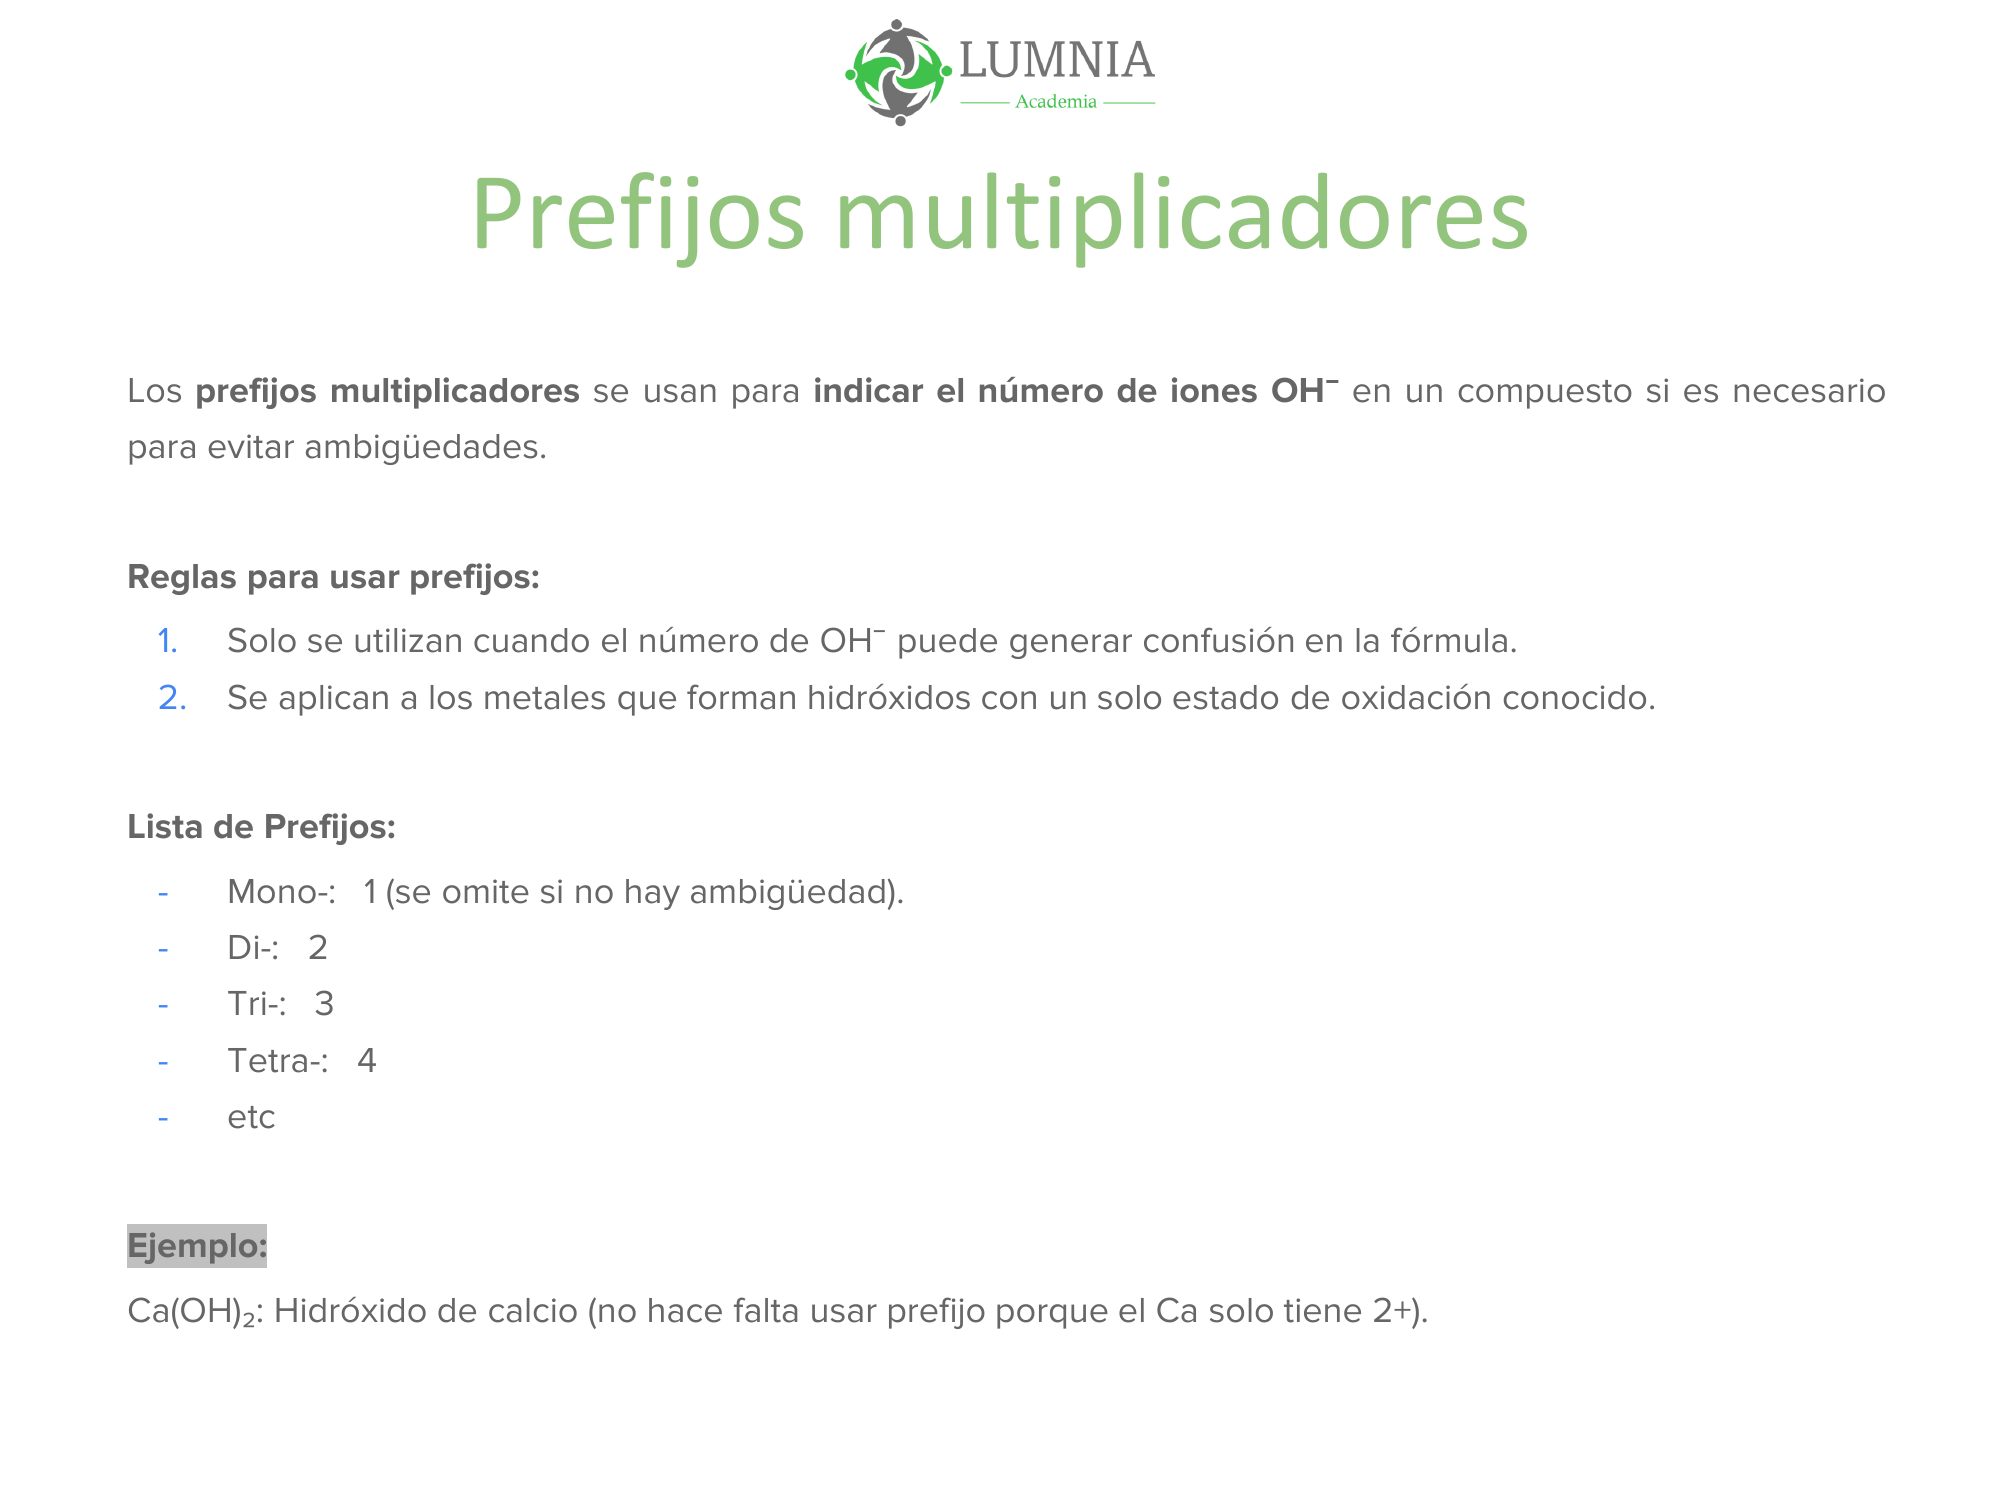 LUMNIA
Academia
Prefijos multiplicadores
Los prefijos multiplicadores se usan para indicar el número de iones OH⁻ en un compuesto si es necesario
para evitar ambigüedades.
Reglas para usar prefijos:
1. Solo se utilizan cuando el número de OH⁻ puede generar confusión en la fórmula.
2. Se aplican a los metales que forman hidróxidos con un solo estado de oxidación conocido.
Lista de Prefijos:
- Mono-: 1 (se omite si no hay ambigüedad).
- Di-: 2
- Tri-: 3
- Tetra-: 4
- etc
Ejemplo:
Ca(OH)₂: Hidróxido de calcio (no hace falta usar prefijo porque el Ca solo tiene 2+).